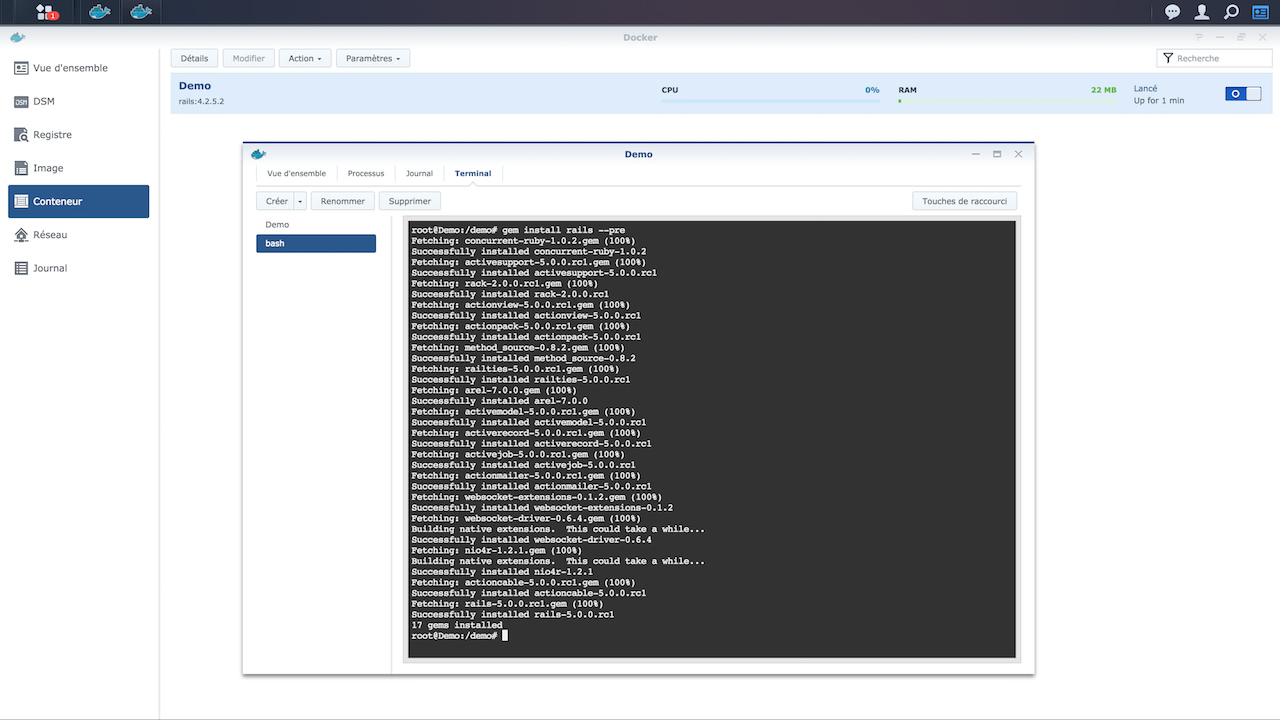 1
Docker
Vue d'ensemble
DSM
DSM
Registre
Image
Conteneur
Réseau
Journal
Détails
Modifier
Action
Paramètres
Recherche
Demo
rails:4.2.5.2
CPU
0%
RAM
22 MB
Lancé
Up for 1 min
Demo
Vue d'ensemble
Processus
Journal
Terminal
Créer
Renommer
Supprimer
Touches de raccourci
Demo
bash
root@Demo:/demo# gem install rails --pre
Fetching: concurrent-ruby-1.0.2.gem (100%)
Successfully installed concurrent-ruby-1.0.2
Fetching: activesupport-5.0.0.rc1.gem (100%)
Successfully installed activesupport-5.0.0.rc1
Fetching: rack-2.0.0.rc1.gem (100%)
Successfully installed rack-2.0.0.rc1
Fetching: actionview-5.0.0.rc1.gem (100%)
Successfully installed actionview-5.0.0.rc1
Fetching: actionpack-5.0.0.rc1.gem (100%)
Successfully installed actionpack-5.0.0.rc1
Fetching: method_source-0.8.2.gem (100%)
Successfully installed method_source-0.8.2
Fetching: railties-5.0.0.rc1.gem (100%)
Successfully installed railties-5.0.0.rc1
Fetching: arel-7.0.0.gem (100%)
Successfully installed arel-7.0.0
Fetching: activemodel-5.0.0.rc1.gem (100%)
Successfully installed activemodel-5.0.0.rc1
Fetching: activerecord-5.0.0.rc1.gem (100%)
Successfully installed activerecord-5.0.0.rc1
Fetching: activejob-5.0.0.rc1.gem (100%)
Successfully installed activejob-5.0.0.rc1
Fetching: actionmailer-5.0.0.rc1.gem (100%)
Successfully installed actionmailer-5.0.0.rc1
Fetching: websocket-extensions-0.1.2.gem (100%)
Successfully installed websocket-extensions-0.1.2
Fetching: websocket-driver-0.6.4.gem (100%)
Building native extensions.  This could take a while...
Successfully installed websocket-driver-0.6.4
Fetching: nio4r-1.2.1.gem (100%)
Building native extensions.  This could take a while...
Successfully installed nio4r-1.2.1
Fetching: actioncable-5.0.0.rc1.gem (100%)
Successfully installed actioncable-5.0.0.rc1
Fetching: rails-5.0.0.rc1.gem (100%)
Successfully installed rails-5.0.0.rc1
17 gems installed
root@Demo:/demo#